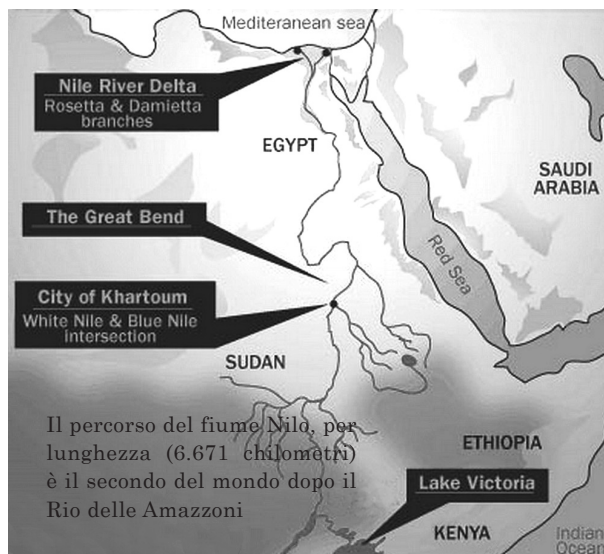 Mediteranean sea
Nile River Delta
Rosetta & Damietta
branches
EGYPT
SAUDI
ARABIA
The Great Bend
Red Sea
City of Khartoum
White Nile & Blue Nile
intersection
SUDAN
Il percorso del fiume Nilo, per
lunghezza (6.671 chilometri)
è il secondo del mondo dopo il
Rio delle Amazzoni
ETHIOPIA
Lake Victoria
KENYA
Indian
Ocean